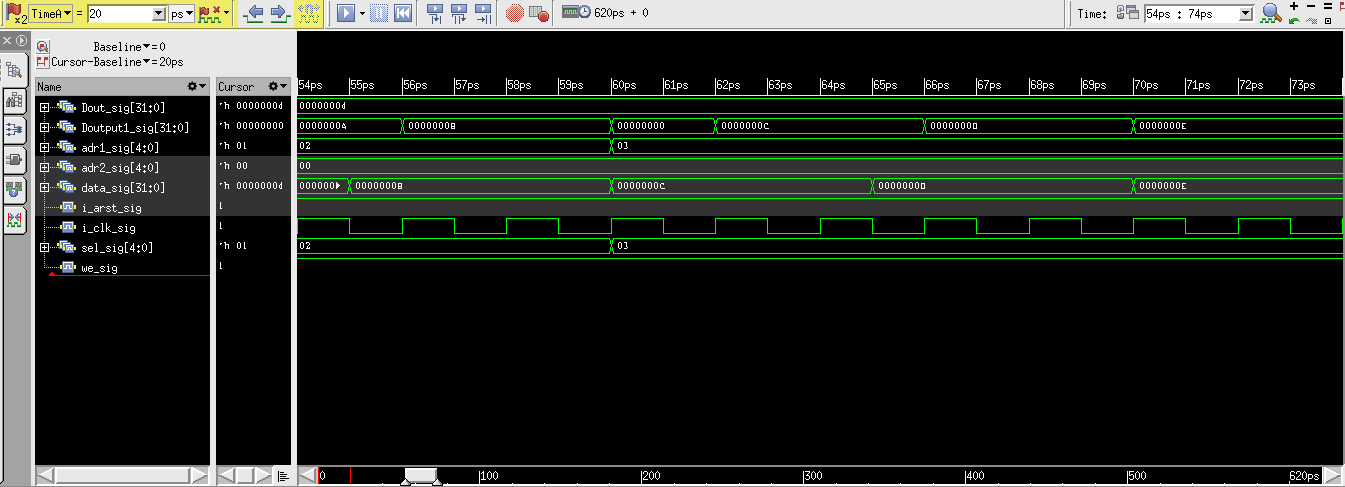 x2 TimeA = 20 ps 620ps + 0 Time: 54ps : 74ps
Baseline = 0
Cursor-Baseline = 20ps
Name Cursor 54ps 55ps 56ps 57ps 58ps 59ps 60ps 61ps 62ps 63ps 64ps 65ps 66ps 67ps 68ps 69ps 70ps 71ps 72ps 73ps
Dout_sig[31:0] 'h 0000000d 0000000d
Doutput1_sig[31:0] 'h 00000000 0000000A 0000000B 00000000 0000000C 0000000D 0000000E
adr1_sig[4:0] 'h 01 02 03
adr2_sig[4:0] 'h 00 00
data_sig[31:0] 'h 0000000d 000000 0000000B 0000000C 0000000D 0000000E
i_arst_sig 1
i_clk_sig 1
sel_sig[4:0] 'h 01 02 03
we_sig 1
0 100 200 300 400 500 620ps